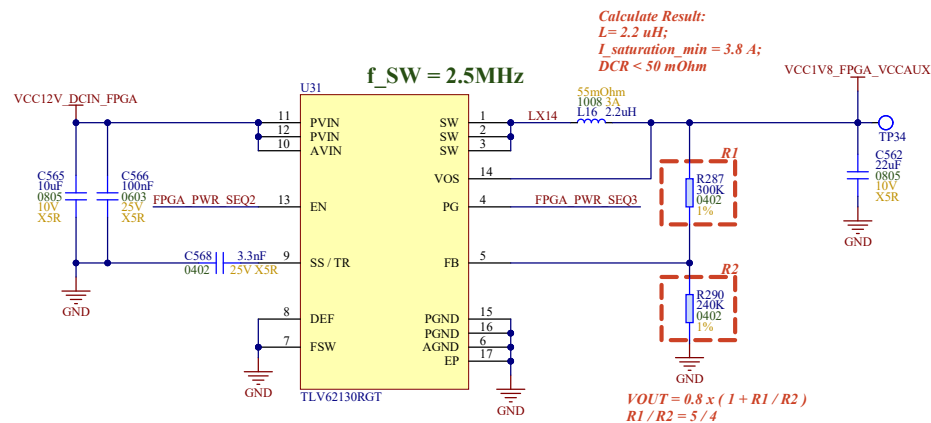 Calculate Result:
L= 2.2 uH;
I_saturation_min = 3.8 A;
DCR < 50 mOhm
f_SW = 2.5MHz
VCC1V8_FPGA_VCCAUX
VCC12V_DCIN_FPGA
U31
55mOhm
1008 3A
L16 2.2uH
LX14
11 PVIN SW 1
12 PVIN SW 2
10 AVIN SW 3
TP34
C565
10uF
0805
10V
X5R
C566
100nF
0603
25V
X5R
VOS 14
R1
R287
300K
0402
1%
C562
22uF
0805
10V
X5R
GND
FPGA_PWR_SEQ2 13 EN PG 4 FPGA_PWR_SEQ3
C568 3.3nF
0402 25V X5R
9 SS / TR FB 5
GND
R2
R290
240K
0402
1%
8 DEF PGND 15
PGND 16
7 FSW AGND 6
EP 17
GND
GND
GND
TLV62130RGT
VOUT = 0.8 x ( 1 + R1 / R2 )
R1 / R2 = 5 / 4